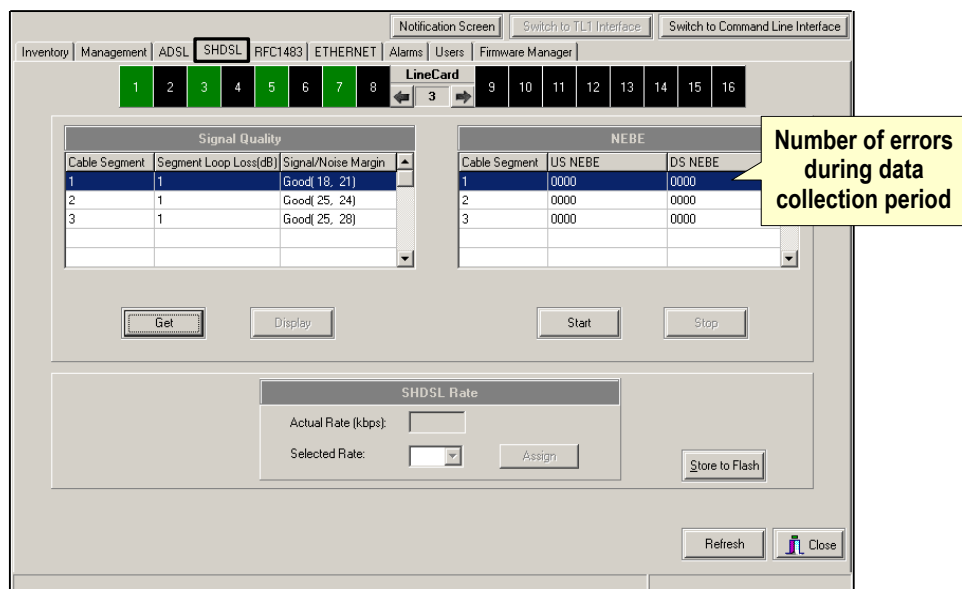 Notification Screen Switch to TL1 Interface Switch to Command Line Interface
Inventory Management ADSL SHDSL RFC1483 ETHERNET Alarms Users Firmware Manager
1 2 3 4 5 6 7 8 LineCard 9 10 11 12 13 14 15 16
3
Signal Quality
Cable Segment Segment Loop Loss(dB) Signal/Noise Margin
1 1 Good( 18, 21)
2 1 Good( 25, 24)
3 1 Good( 25, 28)
NEBE
Cable Segment US NEBE DS NEBE
1 0000 0000
2 0000 0000
3 0000 0000
Number of errors
during data
collection period
Get Display Start Stop
SHDSL Rate
Actual Rate (kbps):
Selected Rate: Assign
Store to Flash
Refresh Close